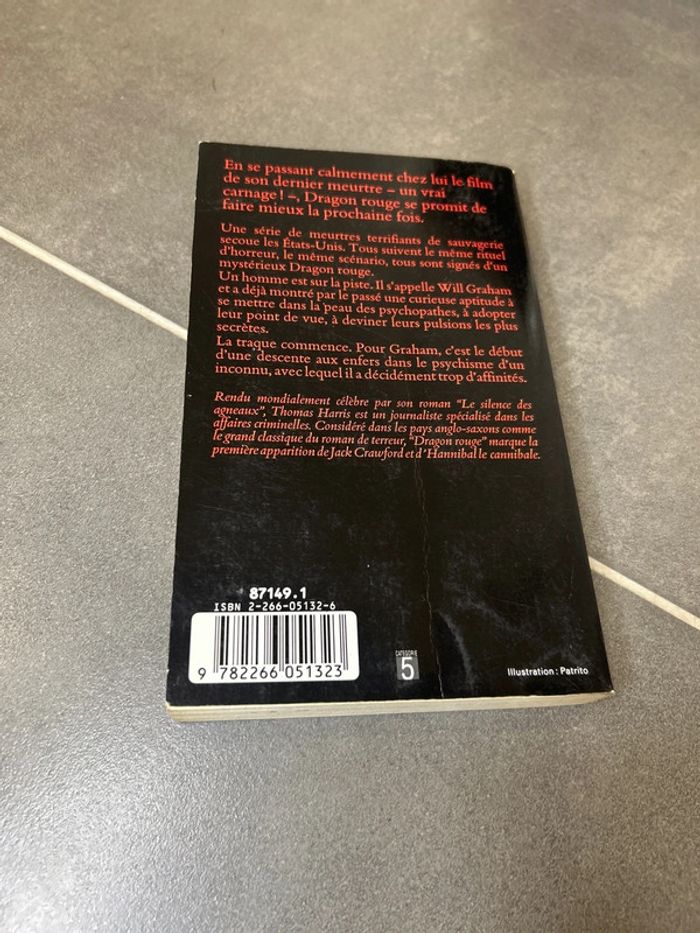 En se passant calmement chez lui le film
de son dernier meurtre – un vrai
carnage ! –, Dragon rouge se promit de
faire mieux la prochaine fois.
Une série de meurtres terrifiants de sauvagerie
secoue les États-Unis. Tous suivent le même rituel
d'horreur, le même scénario, tous sont signés d'un
mystérieux Dragon rouge.
Un homme est sur la piste. Il s'appelle Will Graham
et a déjà montré par le passé une curieuse aptitude à
se mettre dans la peau des psychopathes, à adopter
leur point de vue, à deviner leurs pulsions les plus
secrètes.
La traque commence. Pour Graham, c'est le début
d'une descente aux enfers dans le psychisme d'un
inconnu, avec lequel il a décidément trop d'affinités.
Rendu mondialement célèbre par son roman "Le silence des
agneaux", Thomas Harris est un journaliste spécialisé dans les
affaires criminelles. Considéré dans les pays anglo-saxons comme
le grand classique du roman de terreur, "Dragon rouge" marque la
première apparition de Jack Crawford et d'Hannibal le cannibale.
87149.1
ISBN 2-266-05132-6
9 782266 051323
CATEGORIE
5
Illustration : Patrito